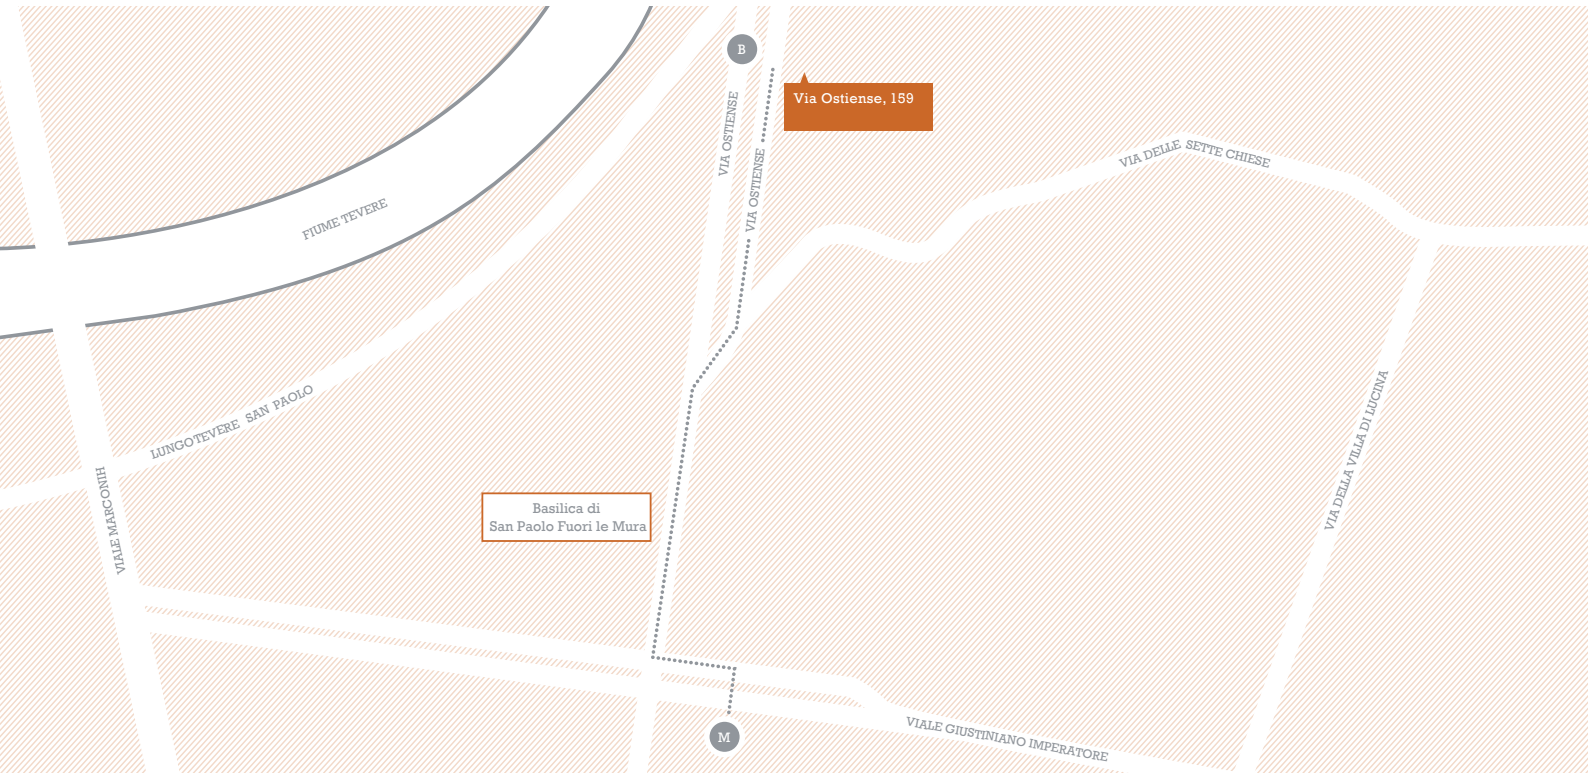 B
Via Ostiense, 159
VIA OSTIENSE
VIA OSTIENSE
VIA DELLE SETTE CHIESE
FIUME TEVERE
LUNGOTEVERE SAN PAOLO
VIALE MARCONIH
VIA DELLA VILLA DI LUCINA
Basilica di
San Paolo Fuori le Mura
M
VIALE GIUSTINIANO IMPERATORE